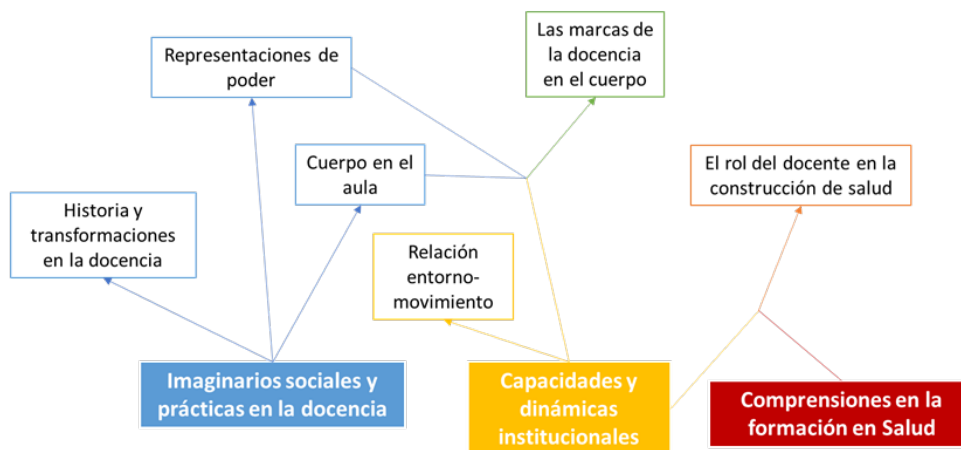 Representaciones de
poder
Las marcas de
la docencia
en el cuerpo
Cuerpo en el
aula
El rol del docente en la
construcción de salud
Historia y
transformaciones
en la docencia
Relación
entorno-
movimiento
Imaginarios sociales y
prácticas en la docencia
Capacidades y
dinámicas
institucionales
Comprensiones en la
formación en Salud